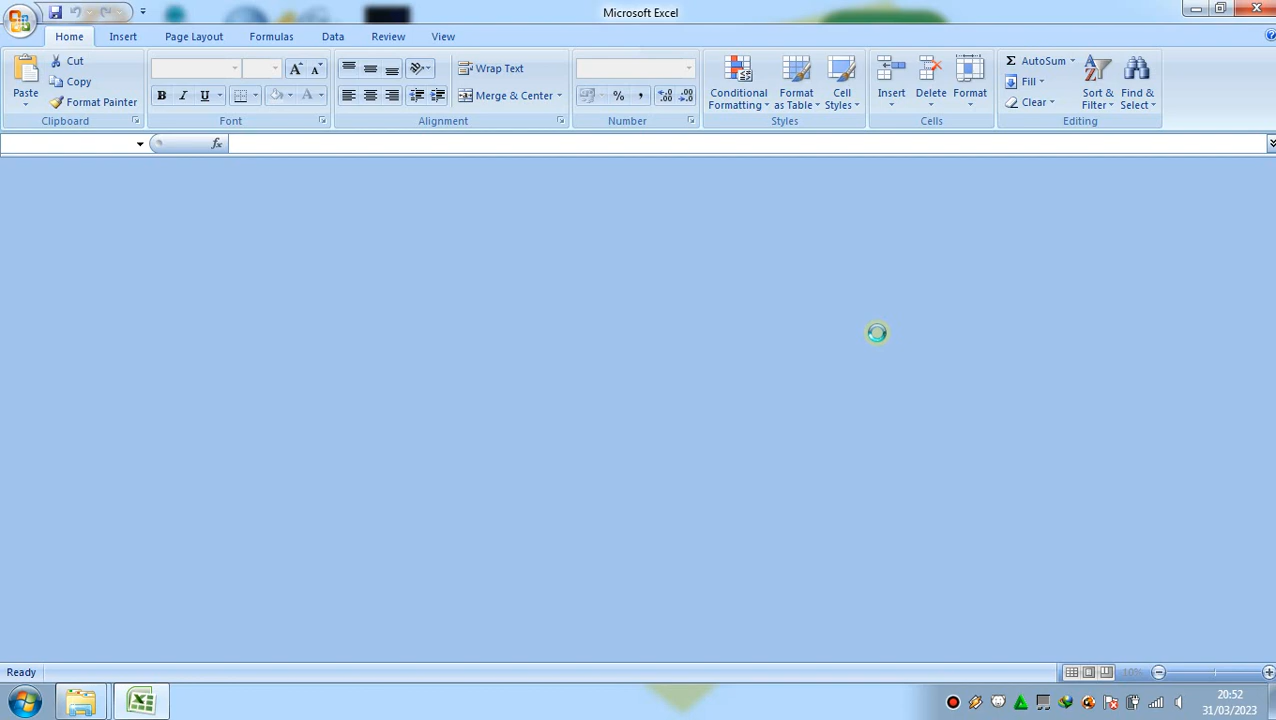 Microsoft Excel
Home Insert Page Layout Formulas Data Review View
Paste
Cut
Copy
Format Painter
Clipboard
B I U
Font
Wrap Text
Merge & Center
Alignment
%
Number
Conditional Formatting
Format as Table
Cell Styles
Styles
Insert
Delete
Format
Cells
Σ AutoSum
Fill
Clear
Sort & Filter
Find & Select
Editing
fx
Ready
10%
20:52
31/03/2023